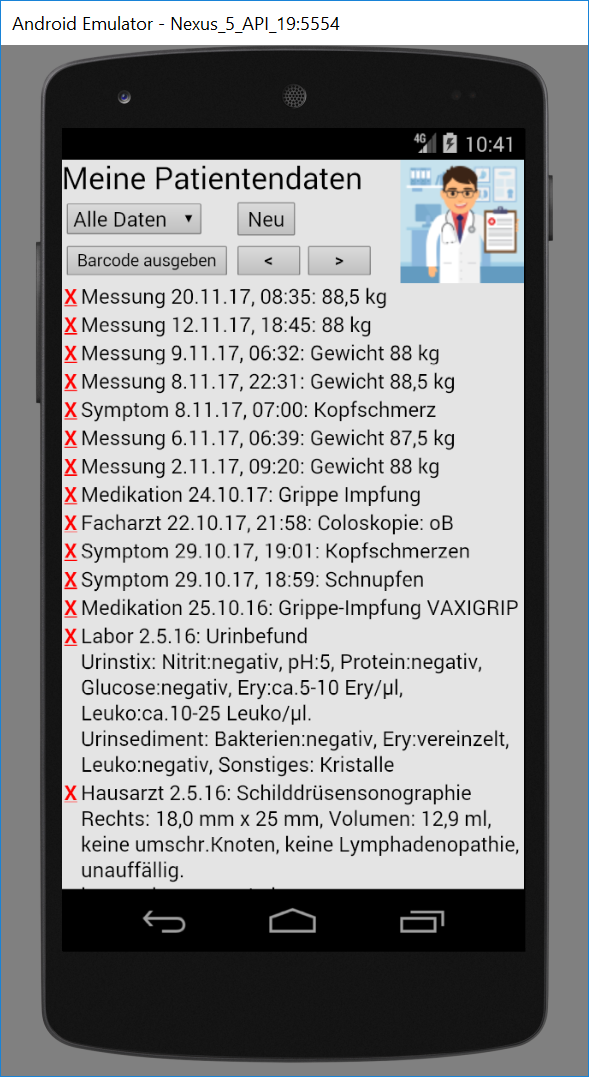 Android Emulator - Nexus_5_API_19:5554
4G 10:41
Meine Patientendaten
Alle Daten ▼ Neu
Barcode ausgeben < >
X Messung 20.11.17, 08:35: 88,5 kg
X Messung 12.11.17, 18:45: 88 kg
X Messung 9.11.17, 06:32: Gewicht 88 kg
X Messung 8.11.17, 22:31: Gewicht 88,5 kg
X Symptom 8.11.17, 07:00: Kopfschmerz
X Messung 6.11.17, 06:39: Gewicht 87,5 kg
X Messung 2.11.17, 09:20: Gewicht 88 kg
X Medikation 24.10.17: Grippe Impfung
X Facharzt 22.10.17, 21:58: Coloskopie: oB
X Symptom 29.10.17, 19:01: Kopfschmerzen
X Symptom 29.10.17, 18:59: Schnupfen
X Medikation 25.10.16: Grippe-Impfung VAXIGRIP
X Labor 2.5.16: Urinbefund
Urinstix: Nitrit:negativ, pH:5, Protein:negativ,
Glucose:negativ, Ery:ca.5-10 Ery/µl,
Leuko:ca.10-25 Leuko/µl.
Urinsediment: Bakterien:negativ, Ery:vereinzelt,
Leuko:negativ, Sonstiges: Kristalle
X Hausarzt 2.5.16: Schilddrüsensonographie
Rechts: 18,0 mm x 25 mm, Volumen: 12,9 ml,
keine umschr.Knoten, keine Lymphadenopathie,
unauffällig.